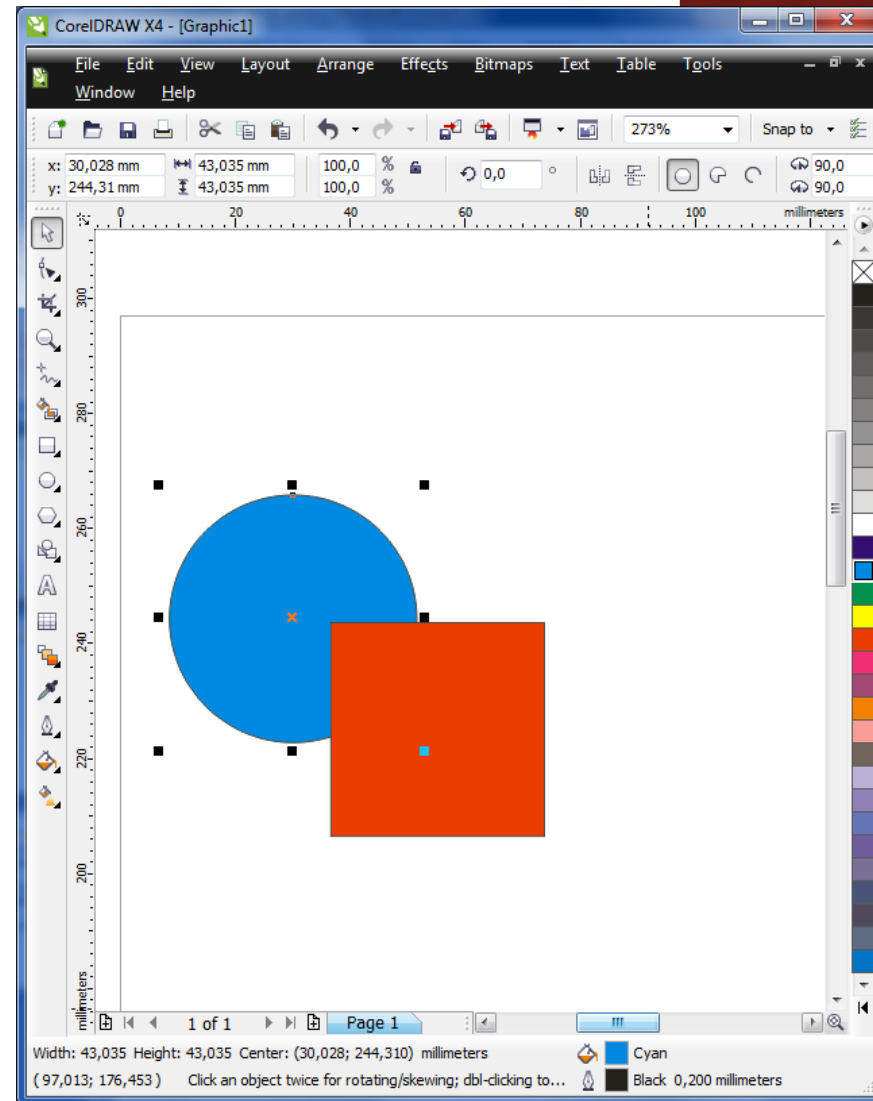 CorelDRAW X4 - [Graphic1]
File Edit View Layout Arrange Effects Bitmaps Text Table Tools
Window Help
273% Snap to
x: 30,028 mm 43,035 mm 100,0 % 0,0 ° 90,0
y: 244,31 mm 43,035 mm 100,0 % 90,0
0 20 40 60 80 100 millimeters
300
280
260
240
220
200
millimeters
1 of 1 Page 1
Width: 43,035 Height: 43,035 Center: (30,028; 244,310) millimeters Cyan
( 97,013; 176,453 ) Click an object twice for rotating/skewing; dbl-clicking to... Black 0,200 millimeters